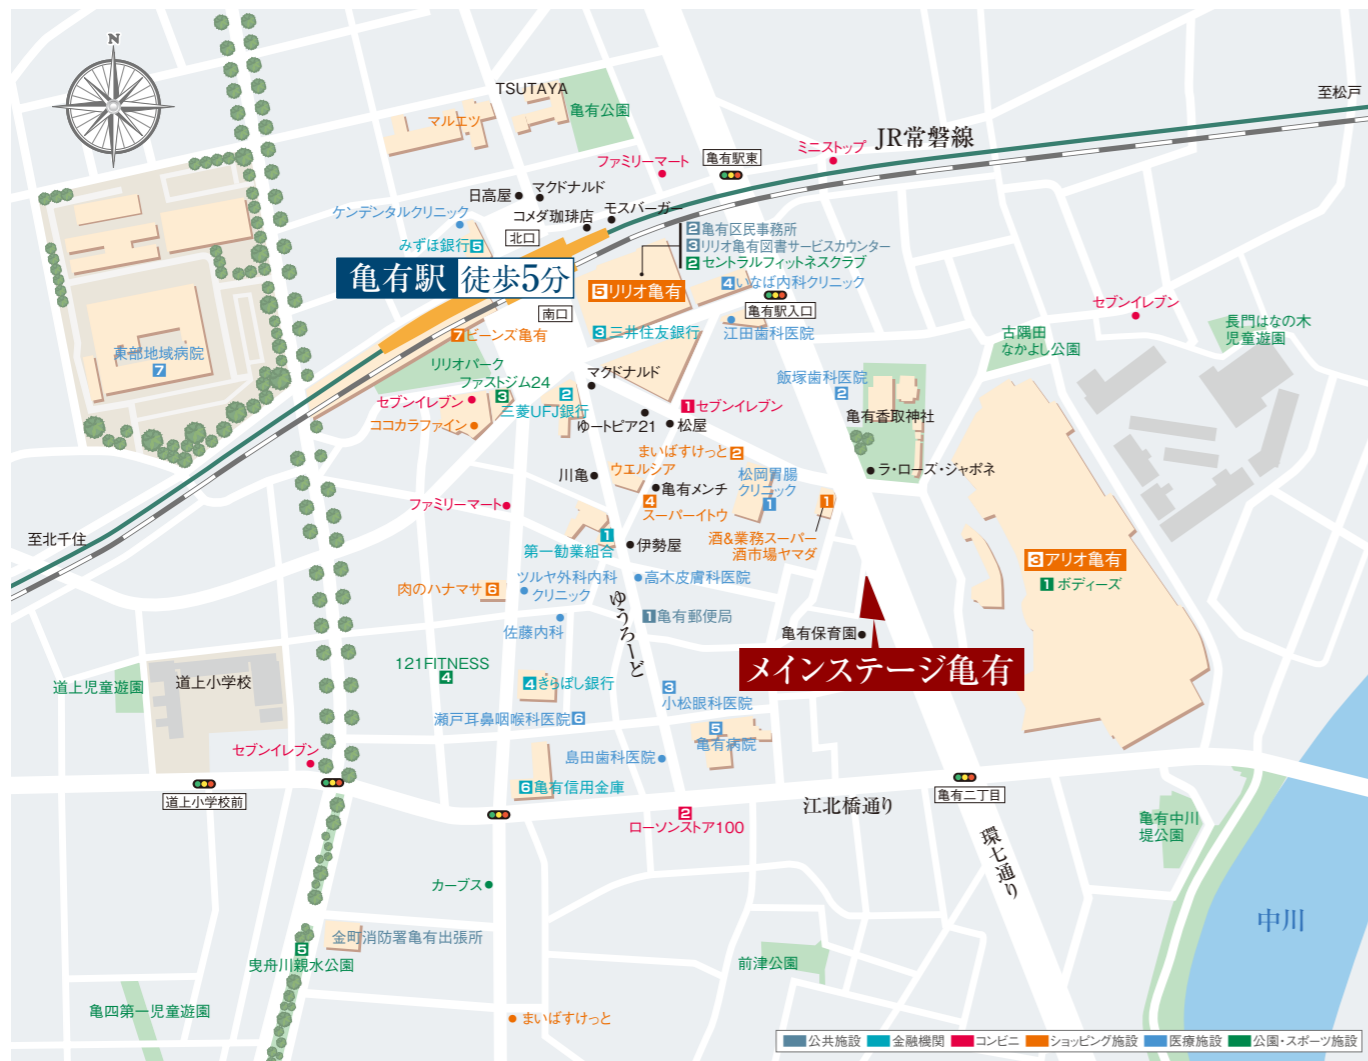 N
TSUTAYA
マルエツ
亀有公園
至松戸
JR常磐線
ミニストップ
亀有駅東
ファミリーマート
日高屋
マクドナルド
コメダ珈琲店
モスバーガー
ケンデンタルクリニック
みずほ銀行5
北口
2亀有区民事務所
3リリオ亀有図書サービスカウンター
2セントラルフィットネスクラブ
亀有駅 徒歩5分
5リリオ亀有
4いなば内科クリニック
亀有駅入口
南口
7ビーンズ亀有
3三井住友銀行
江田歯科医院
セブンイレブン
古隅田
なかよし公園
長門はなの木
児童遊園
東部地域病院
7
リリオパーク
ファストジム24
3
マクドナルド
飯塚歯科医院
2
セブンイレブン
2
三菱UFJ銀行
ココカラファイン
ゆートピア21
1セブンイレブン
松屋
亀有香取神社
まいばすけっと2
川亀
ウエルシア
亀有メンチ
松岡胃腸
クリニック
1
ラ・ローズ・ジャポネ
4
スーパーイトウ
1
酒&業務スーパー
酒市場ヤマダ
ファミリーマート
至北千住
1
第一勧業組合
伊勢屋
3アリオ亀有
1ボディーズ
肉のハナマサ6
ツルヤ外科内科
クリニック
高木皮膚科医院
佐藤内科
ゆうろーど
1亀有郵便局
亀有保育園
メインステージ亀有
道上児童遊園
道上小学校
121FITNESS
4
4きらぼし銀行
3
小松眼科医院
瀬戸耳鼻咽喉科医院6
5
亀有病院
セブンイレブン
島田歯科医院
道上小学校前
6亀有信用金庫
2
ローソンストア100
江北橋通り
亀有二丁目
亀有中川
堤公園
環七通り
カーブス
中川
金町消防署亀有出張所
5
曳舟川親水公園
前津公園
亀四第一児童遊園
まいばすけっと
公共施設 金融機関 コンビニ ショッピング施設 医療施設 公園・スポーツ施設